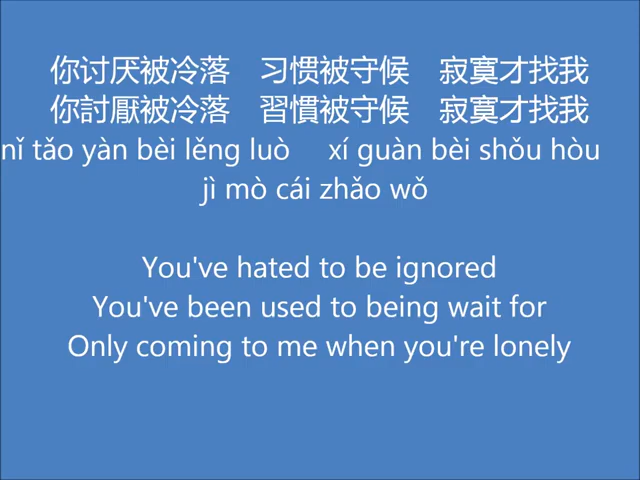 你讨厌被冷落　习惯被守候　寂寞才找我
你討厭被冷落　習慣被守候　寂寞才找我
nǐ tǎo yàn bèi lěng luò　xí guàn bèi shǒu hòu
jì mò cái zhǎo wǒ
You've hated to be ignored
You've been used to being wait for
Only coming to me when you're lonely